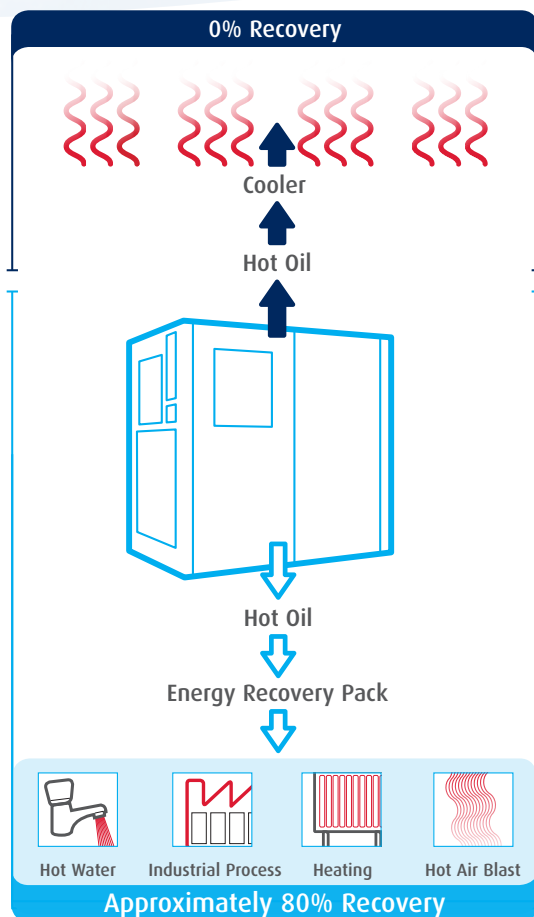 0% Recovery
Cooler
Hot Oil
Hot Oil
Energy Recovery Pack
Hot Water
Industrial Process
Heating
Hot Air Blast
Approximately 80% Recovery